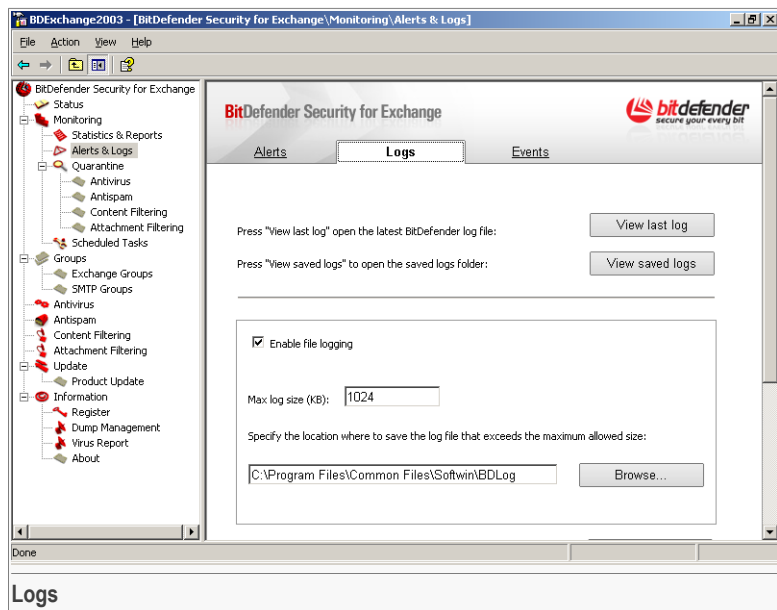 BDExchange2003 - [BitDefender Security for Exchange\Monitoring\Alerts & Logs]
File Action View Help
BitDefender Security for Exchange
Status
Monitoring
Statistics & Reports
Alerts & Logs
Quarantine
Antivirus
Antispam
Content Filtering
Attachment Filtering
Scheduled Tasks
Groups
Exchange Groups
SMTP Groups
Antivirus
Antispam
Content Filtering
Attachment Filtering
Update
Product Update
Information
Register
Dump Management
Virus Report
About
BitDefender Security for Exchange
bitdefender
secure your every bit
Alerts Logs Events
Press "View last log" open the latest BitDefender log file:
View last log
Press "View saved logs" to open the saved logs folder:
View saved logs
Enable file logging
Max log size (KB): 1024
Specify the location where to save the log file that exceeds the maximum allowed size:
C:\Program Files\Common Files\Softwin\BDLog
Browse...
Done
Logs